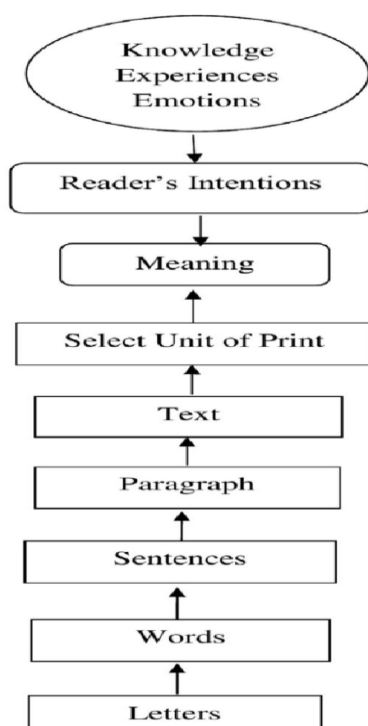 Knowledge
Experiences
Emotions
Reader's Intentions
Meaning
Select Unit of Print
Text
Paragraph
Sentences
Words
Letters